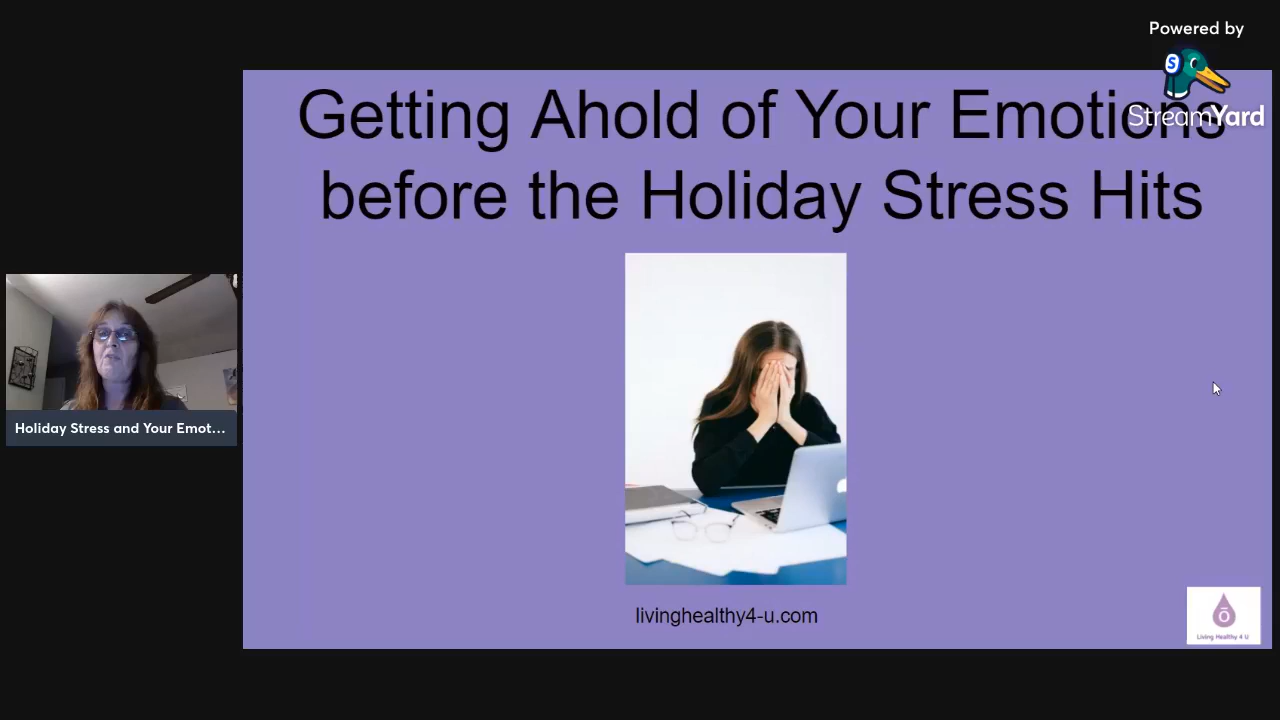 Powered by
StreamYard
Getting Ahold of Your Emotions
before the Holiday Stress Hits
Holiday Stress and Your Emot...
livinghealthy4-u.com
ō
Living Healthy 4 U